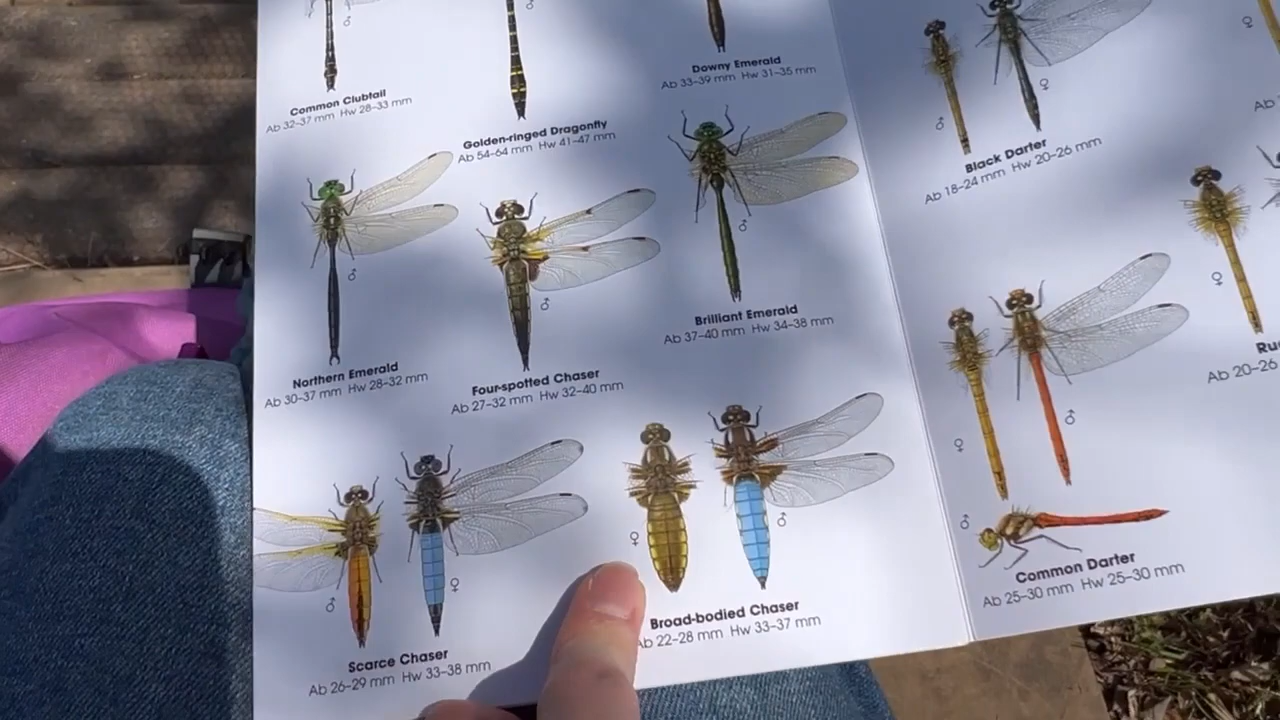 Common Clubtail
Ab 32–37 mm Hw 28–33 mm
Golden-ringed Dragonfly
Ab 54–64 mm Hw 41–47 mm
Downy Emerald
Ab 33–39 mm Hw 31–35 mm
Northern Emerald
Ab 30–37 mm Hw 28–32 mm
Four-spotted Chaser
Ab 27–32 mm Hw 32–40 mm
Brilliant Emerald
Ab 37–40 mm Hw 34–38 mm
Scarce Chaser
Ab 26–29 mm Hw 33–38 mm
Broad-bodied Chaser
Ab 22–28 mm Hw 33–37 mm
Black Darter
Ab 18–24 mm Hw 20–26 mm
Ab
Ab 20–26
Common Darter
Ab 25–30 mm Hw 25–30 mm